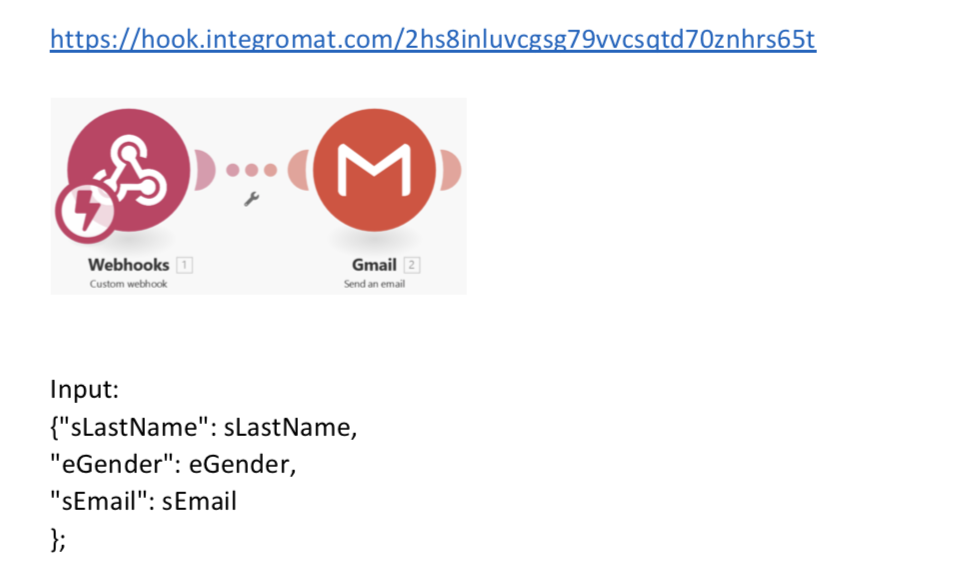 https://hook.integromat.com/2hs8inluvcgsg79vvcsqtd70znhrs65t
Webhooks 1 Gmail 2
Custom webhook Send an email
Input:
{"sLastName": sLastName,
"eGender": eGender,
"sEmail": sEmail
};